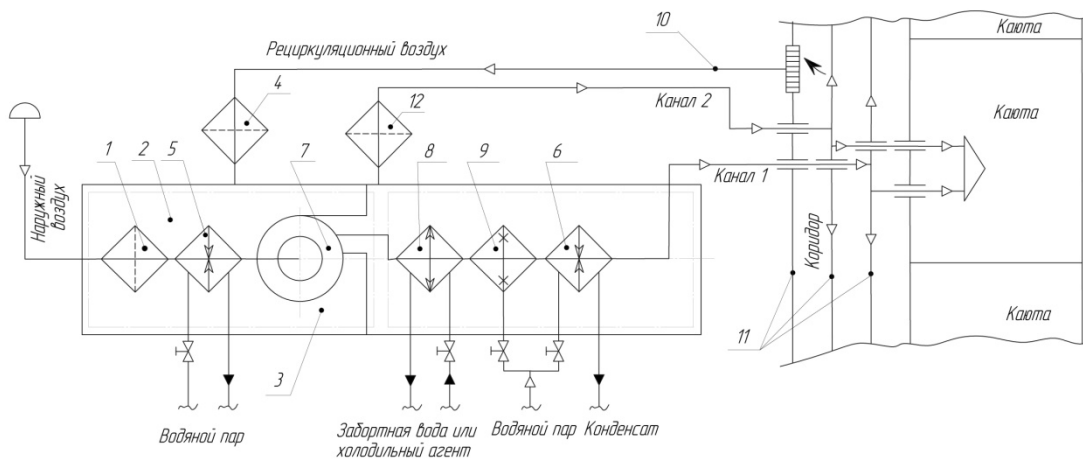 10
Каюта
Рециркуляционный воздух
4
12
Канал 2
Каюта
1
2
5
7
8
9
6
Канал 1
Наружный
воздух
Каридор
Каюта
3
11
Водяной пар
Забортная вода или
холодильный агент
Водяной пар
Конденсат